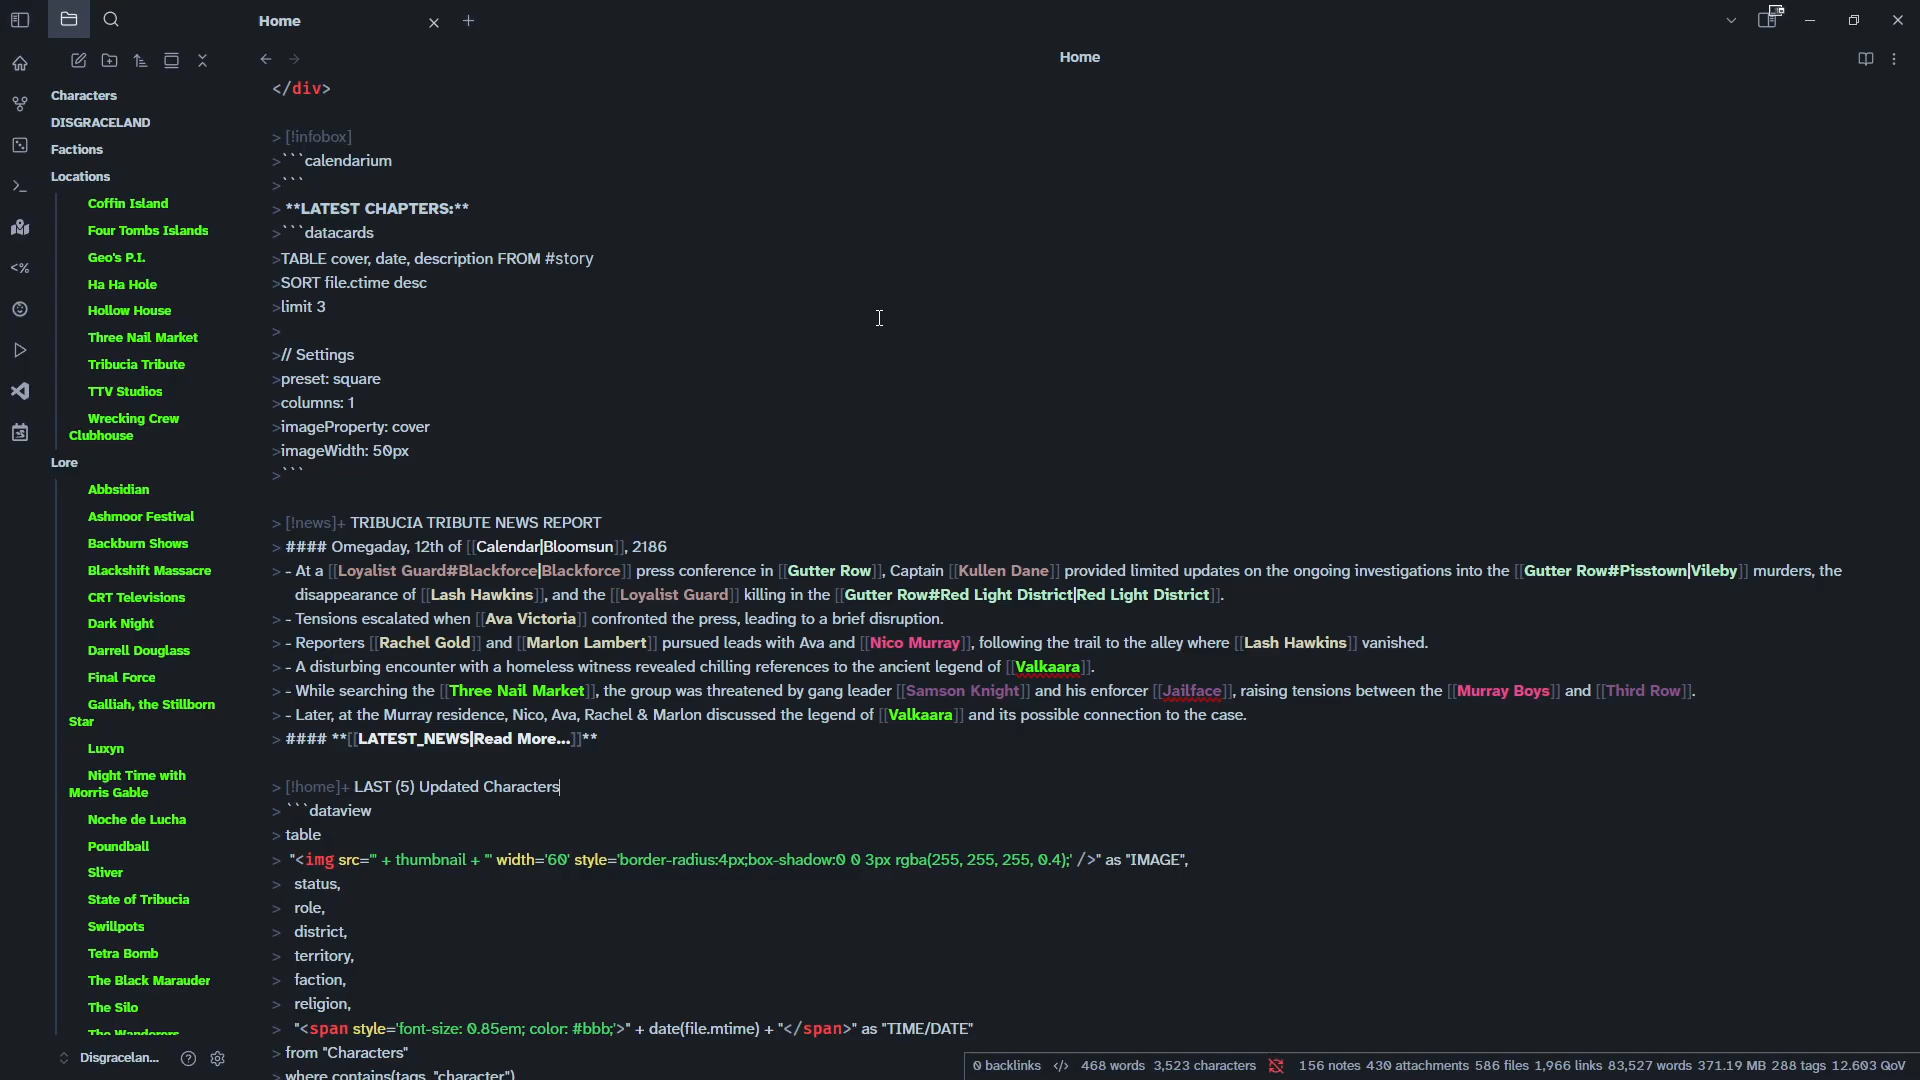 Home
Home
Characters
DISGRACELAND
Factions
Locations
Coffin Island
Four Tombs Islands
Geo's P.I.
Ha Ha Hole
Hollow House
Three Nail Market
Tribucia Tribute
TTV Studios
Wrecking Crew
Clubhouse
Lore
Abbsidian
Ashmoor Festival
Backburn Shows
Blackshift Massacre
CRT Televisions
Dark Night
Darrell Douglass
Final Force
Galliah, the Stillborn
Star
Luxyn
Night Time with
Morris Gable
Noche de Lucha
Poundball
Sliver
State of Tribucia
Swillpots
Tetra Bomb
The Black Marauder
The Silo
The Wanderers
Disgracelan...
</div>
> [!infobox]
>```calendarium
>```
> **LATEST CHAPTERS:**
>```datacards
>TABLE cover, date, description FROM #story
>SORT file.ctime desc
>limit 3
>
>// Settings
>preset: square
>columns: 1
>imageProperty: cover
>imageWidth: 50px
>```
> [!news]+ TRIBUCIA TRIBUTE NEWS REPORT
> #### Omegaday, 12th of [[Calendar|Bloomsun]], 2186
> - At a [[Loyalist Guard#Blackforce|Blackforce]] press conference in [[Gutter Row]], Captain [[Kullen Dane]] provided limited updates on the ongoing investigations into the [[Gutter Row#Pisstown|Vileby]] murders, the
disappearance of [[Lash Hawkins]], and the [[Loyalist Guard]] killing in the [[Gutter Row#Red Light District|Red Light District]].
> - Tensions escalated when [[Ava Victoria]] confronted the press, leading to a brief disruption.
> - Reporters [[Rachel Gold]] and [[Marlon Lambert]] pursued leads with Ava and [[Nico Murray]], following the trail to the alley where [[Lash Hawkins]] vanished.
> - A disturbing encounter with a homeless witness revealed chilling references to the ancient legend of [[Valkaara]].
> - While searching the [[Three Nail Market]], the group was threatened by gang leader [[Samson Knight]] and his enforcer [[Jailface]], raising tensions between the [[Murray Boys]] and [[Third Row]].
> - Later, at the Murray residence, Nico, Ava, Rachel & Marlon discussed the legend of [[Valkaara]] and its possible connection to the case.
> #### **[[LATEST_NEWS|Read More...]]**
> [!home]+ LAST (5) Updated Characters
> ```dataview
> table
> "<img src='" + thumbnail + "' width='60' style='border-radius:4px;box-shadow:0 0 3px rgba(255, 255, 255, 0.4);' />" as "IMAGE",
> status,
> role,
> district,
> territory,
> faction,
> religion,
> "<span style='font-size: 0.85em; color: #bbb;'>" + date(file.mtime) + "</span>" as "TIME/DATE"
> from "Characters"
> where contains(tags, "character")
0 backlinks </> 468 words 3,523 characters 156 notes 430 attachments 586 files 1,966 links 83,527 words 371.19 MB 288 tags 12.603 QoV